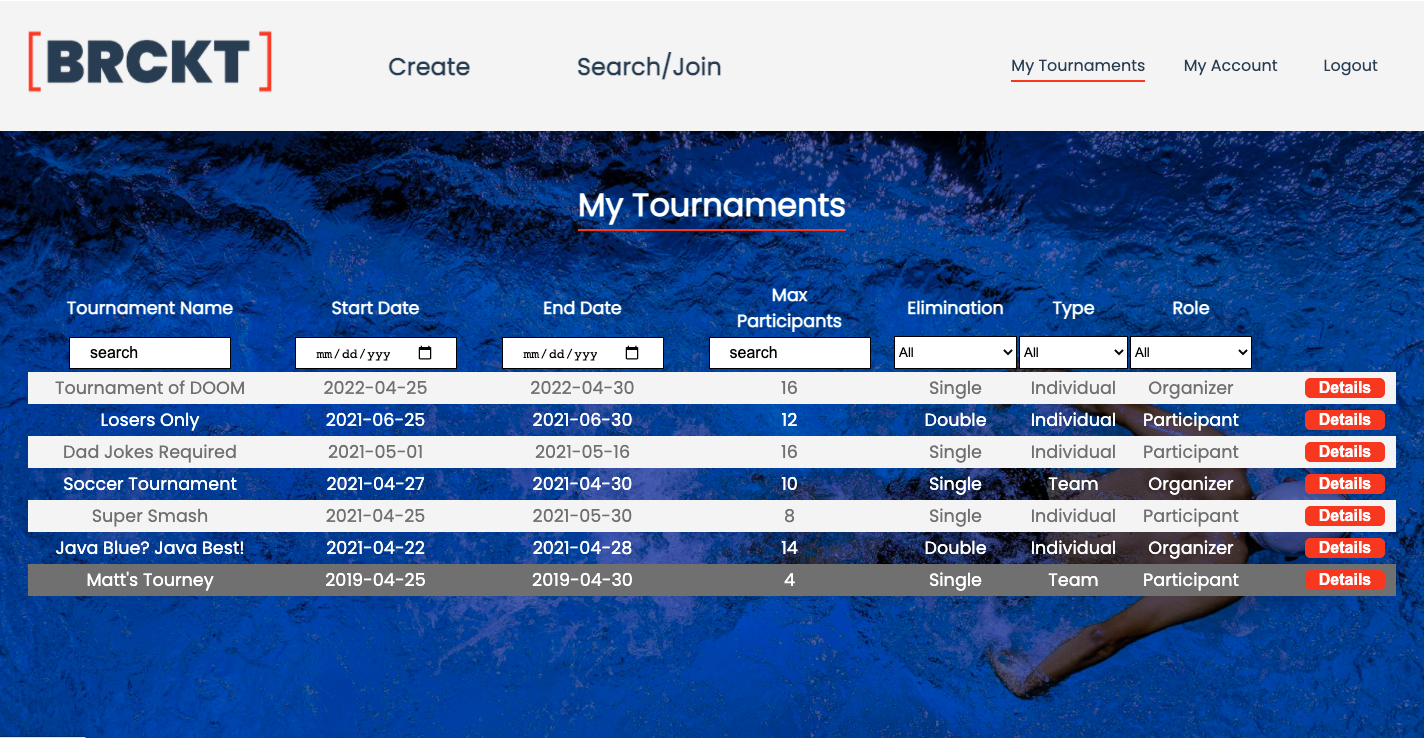 [BRCKT] Create Search/Join My Tournaments My Account Logout
My Tournaments
Tournament Name Start Date End Date Max Participants Elimination Type Role
search mm/dd/yyy mm/dd/yyy search All All All
Tournament of DOOM 2022-04-25 2022-04-30 16 Single Individual Organizer Details
Losers Only 2021-06-25 2021-06-30 12 Double Individual Participant Details
Dad Jokes Required 2021-05-01 2021-05-16 16 Single Individual Participant Details
Soccer Tournament 2021-04-27 2021-04-30 10 Single Team Organizer Details
Super Smash 2021-04-25 2021-05-30 8 Single Individual Participant Details
Java Blue? Java Best! 2021-04-22 2021-04-28 14 Double Individual Organizer Details
Matt's Tourney 2019-04-25 2019-04-30 4 Single Team Participant Details